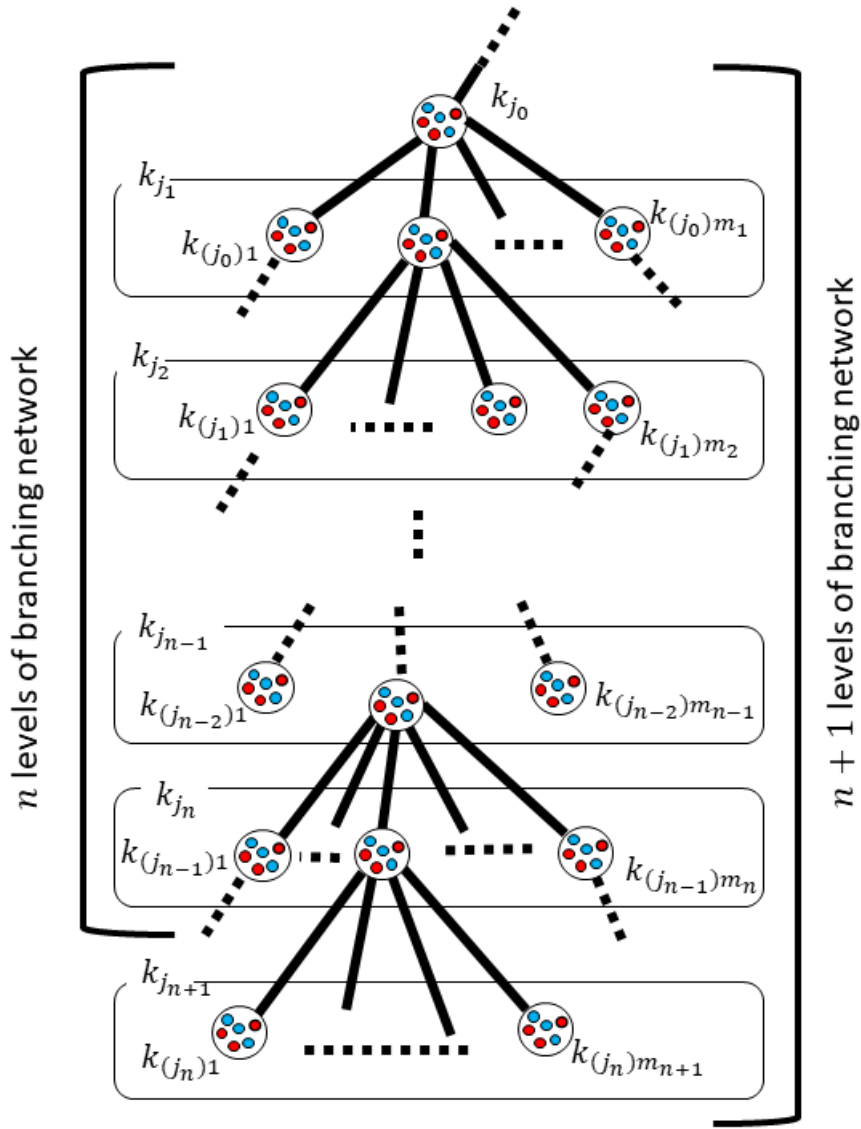 k_{j_0}
k_{j_1}
k_{(j_0)1}
k_{(j_0)m_1}
k_{j_2}
k_{(j_1)1}
k_{(j_1)m_2}
k_{j_{n-1}}
k_{(j_{n-2})1}
k_{(j_{n-2})m_{n-1}}
k_{j_n}
k_{(j_{n-1})1}
k_{(j_{n-1})m_n}
k_{j_{n+1}}
k_{(j_n)1}
k_{(j_n)m_{n+1}}
n levels of branching network
n + 1 levels of branching network